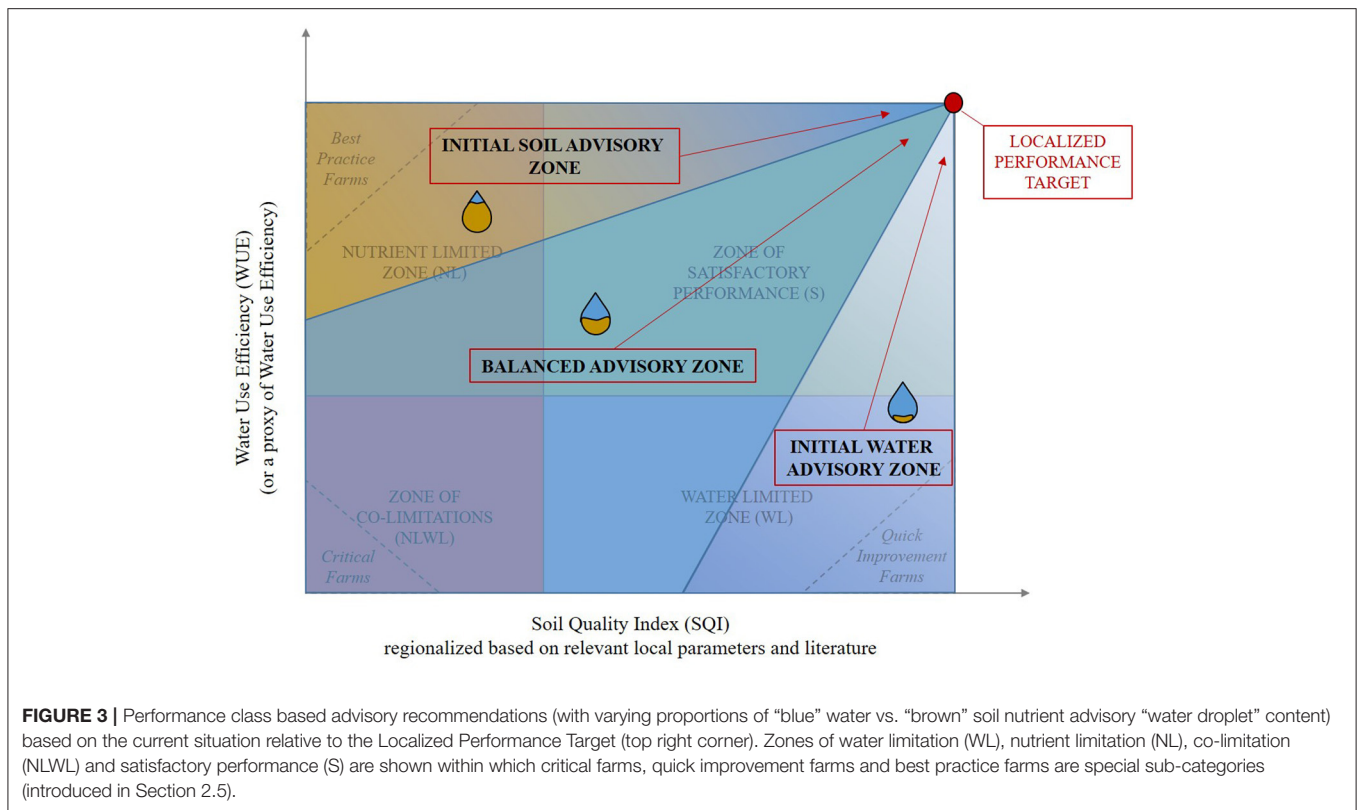 Best
Practice
Farms
INITIAL SOIL ADVISORY
ZONE
LOCALIZED
PERFORMANCE
TARGET
NUTRIENT LIMITED
ZONE (NL)
ZONE OF
SATISFACTORY
PERFORMANCE (S)
Water Use Efficiency (WUE)
(or a proxy of Water Use Efficiency)
BALANCED ADVISORY ZONE
INITIAL WATER
ADVISORY ZONE
ZONE OF
CO-LIMITATIONS
(NLWL)
WATER LIMITED
ZONE (WL)
Critical
Farms
Quick
Improvement
Farms
Soil Quality Index (SQI)
regionalized based on relevant local parameters and literature
FIGURE 3 | Performance class based advisory recommendations (with varying proportions of “blue” water vs. “brown” soil nutrient advisory “water droplet” content)
based on the current situation relative to the Localized Performance Target (top right corner). Zones of water limitation (WL), nutrient limitation (NL), co-limitation
(NLWL) and satisfactory performance (S) are shown within which critical farms, quick improvement farms and best practice farms are special sub-categories
(introduced in Section 2.5).